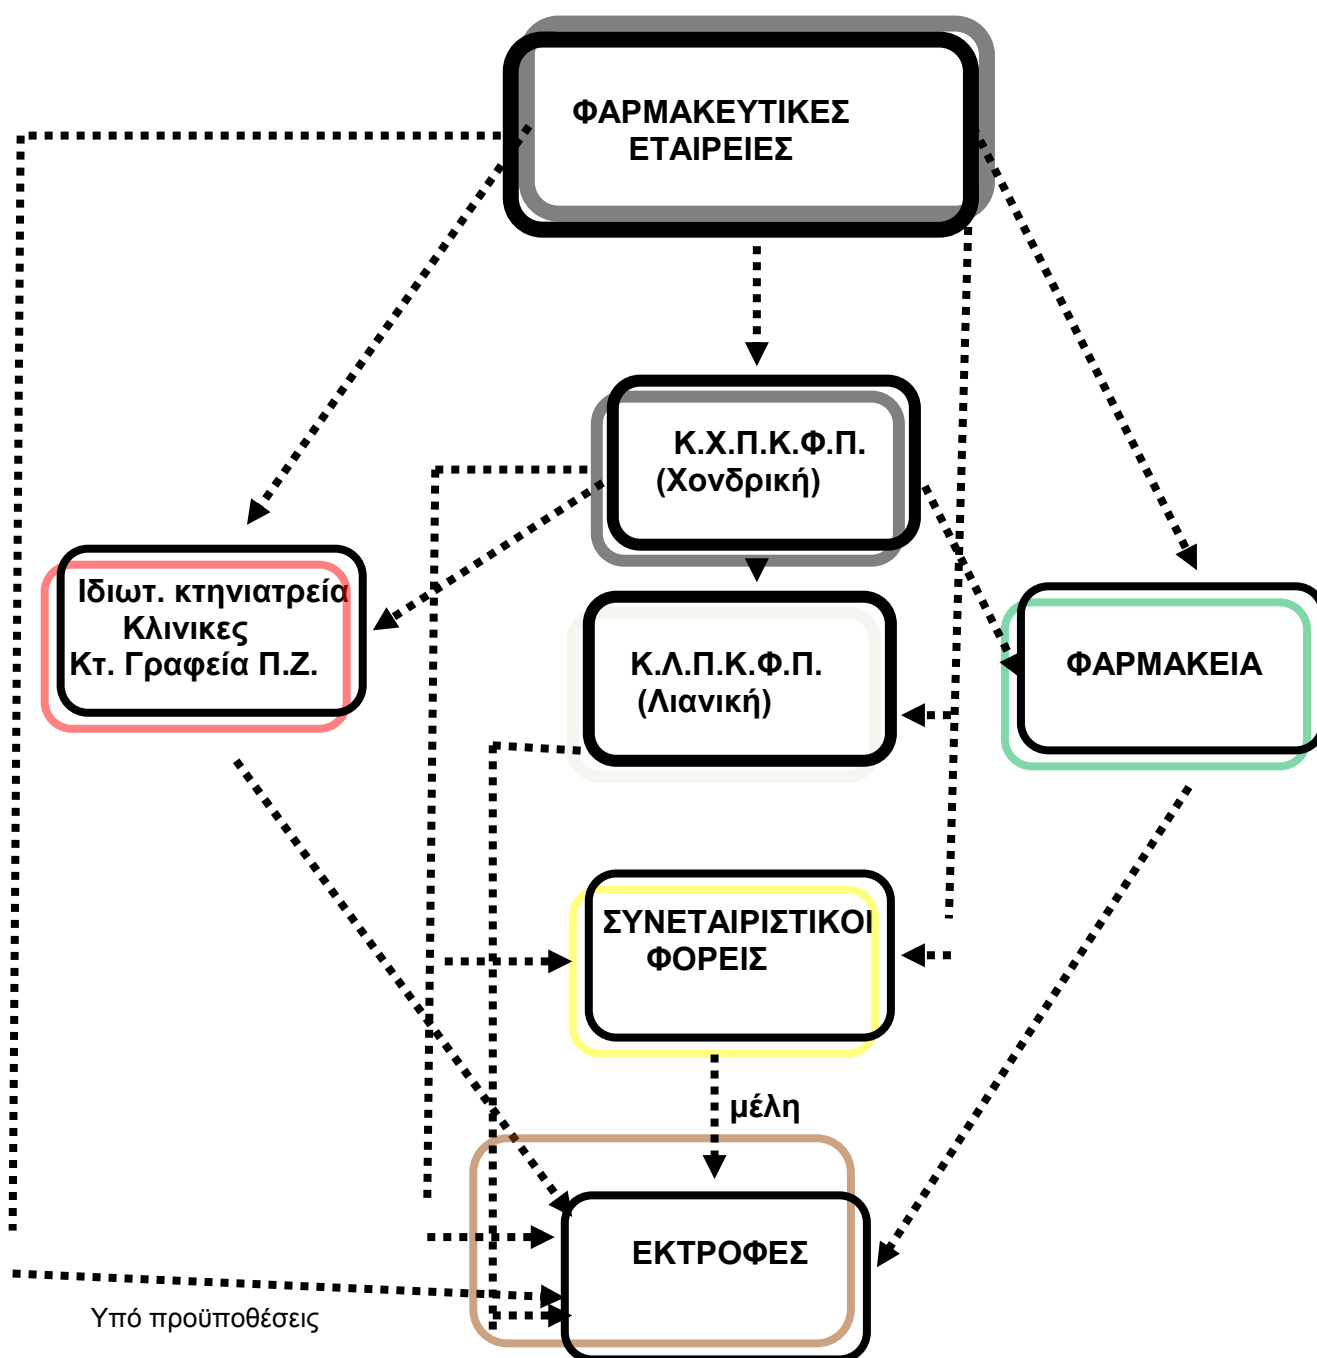 ΦΑΡΜΑΚΕΥΤΙΚΕΣ
ΕΤΑΙΡΕΙΕΣ
Κ.Χ.Π.Κ.Φ.Π.
(Χονδρική)
Ιδιωτ. κτηνιατρεία
Κλινικες
Κτ. Γραφεία Π.Ζ.
Κ.Λ.Π.Κ.Φ.Π.
(Λιανική)
ΦΑΡΜΑΚΕΙΑ
ΣΥΝΕΤΑΙΡΙΣΤΙΚΟΙ
ΦΟΡΕΙΣ
μέλη
ΕΚΤΡΟΦΕΣ
Υπό προϋποθέσεις